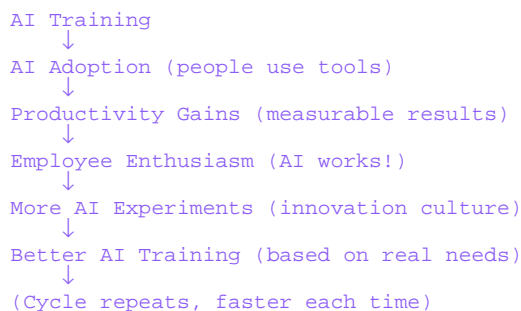 AI Training
↓
AI Adoption (people use tools)
↓
Productivity Gains (measurable results)
↓
Employee Enthusiasm (AI works!)
↓
More AI Experiments (innovation culture)
↓
Better AI Training (based on real needs)
↓
(Cycle repeats, faster each time)